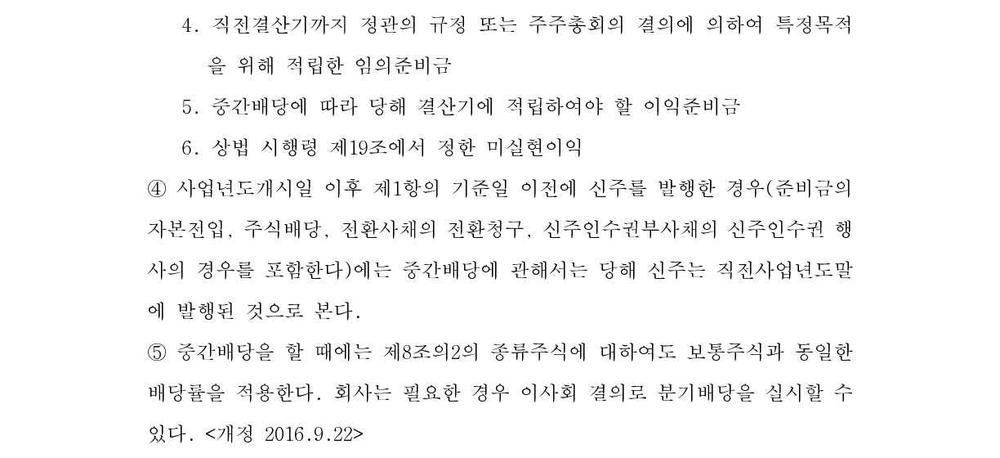 4. 직전결산기까지 정관의 규정 또는 주주총회의 결의에 의하여 특정목적
을 위해 적립한 임의준비금
5. 중간배당에 따라 당해 결산기에 적립하여야 할 이익준비금
6. 상법 시행령 제19조에서 정한 미실현이익
④ 사업년도개시일 이후 제1항의 기준일 이전에 신주를 발행한 경우(준비금의
자본전입, 주식배당, 전환사채의 전환청구, 신주인수권부사채의 신주인수권 행
사의 경우를 포함한다)에는 중간배당에 관해서는 당해 신주는 직전사업년도말
에 발행된 것으로 본다.
⑤ 중간배당을 할 때에는 제8조의2의 종류주식에 대하여도 보통주식과 동일한
배당률을 적용한다. 회사는 필요한 경우 이사회 결의로 분기배당을 실시할 수
있다. <개정 2016.9.22>